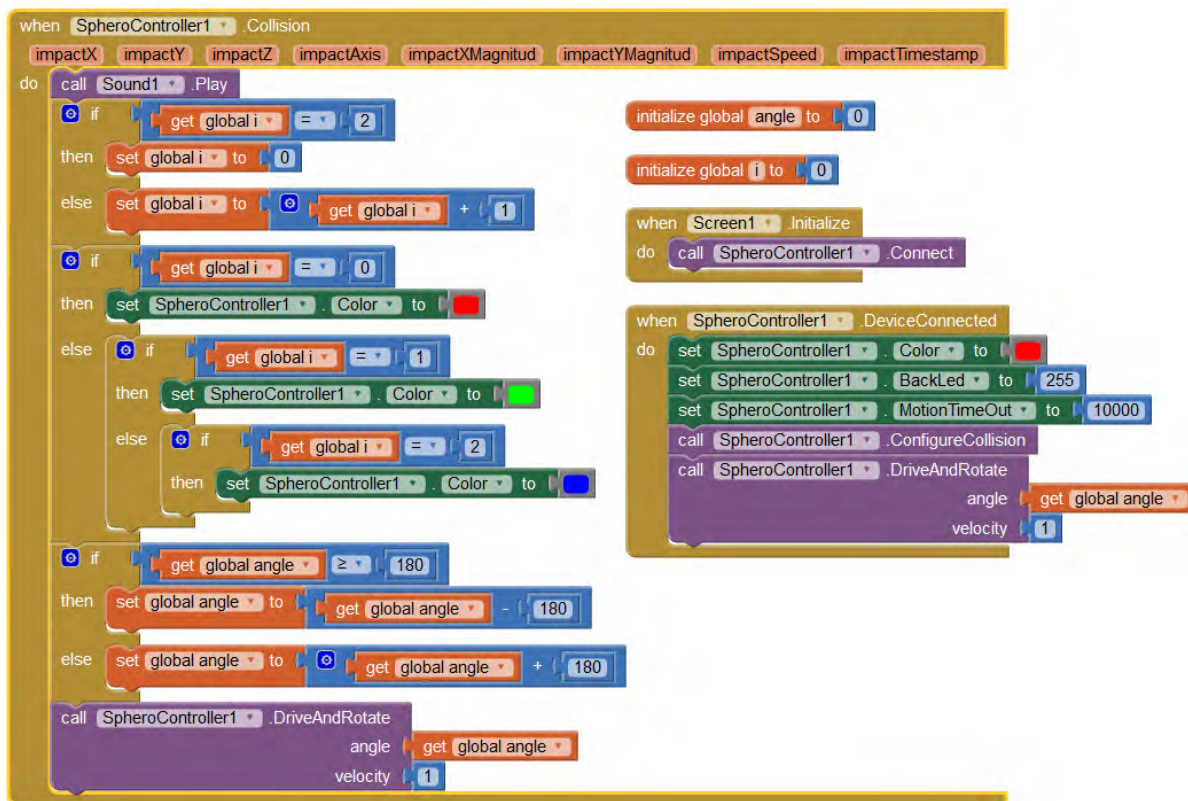 when SpheroController1 .Collision
impactX impactY impactZ impactAxis impactXMagnitud impactYMagnitud impactSpeed impactTimestamp
do call Sound1 .Play
if get global i = 2
then set global i to 0
else set global i to get global i + 1
if get global i = 0
then set SpheroController1 . Color to
else if get global i = 1
then set SpheroController1 . Color to
else if get global i = 2
then set SpheroController1 . Color to
if get global angle ≥ 180
then set global angle to get global angle - 180
else set global angle to get global angle + 180
call SpheroController1 .DriveAndRotate
angle get global angle
velocity 1
initialize global angle to 0
initialize global i to 0
when Screen1 .Initialize
do call SpheroController1 .Connect
when SpheroController1 .DeviceConnected
do set SpheroController1 . Color to
set SpheroController1 . BackLed to 255
set SpheroController1 . MotionTimeOut to 10000
call SpheroController1 .ConfigureCollision
call SpheroController1 .DriveAndRotate
angle get global angle
velocity 1